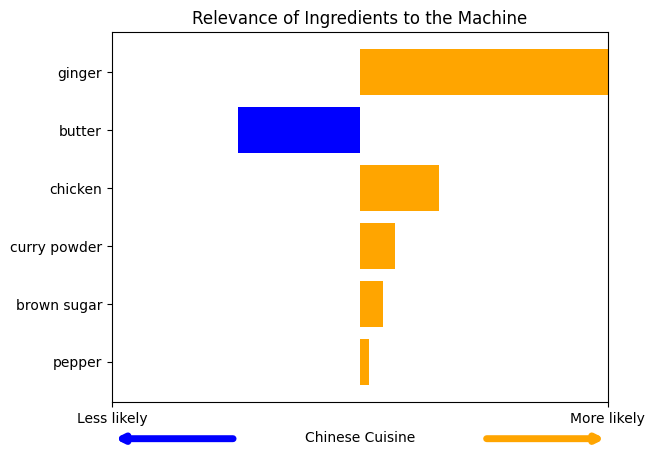 Relevance of Ingredients to the Machine
ginger
butter
chicken
curry powder
brown sugar
pepper
Less likely
More likely
Chinese Cuisine